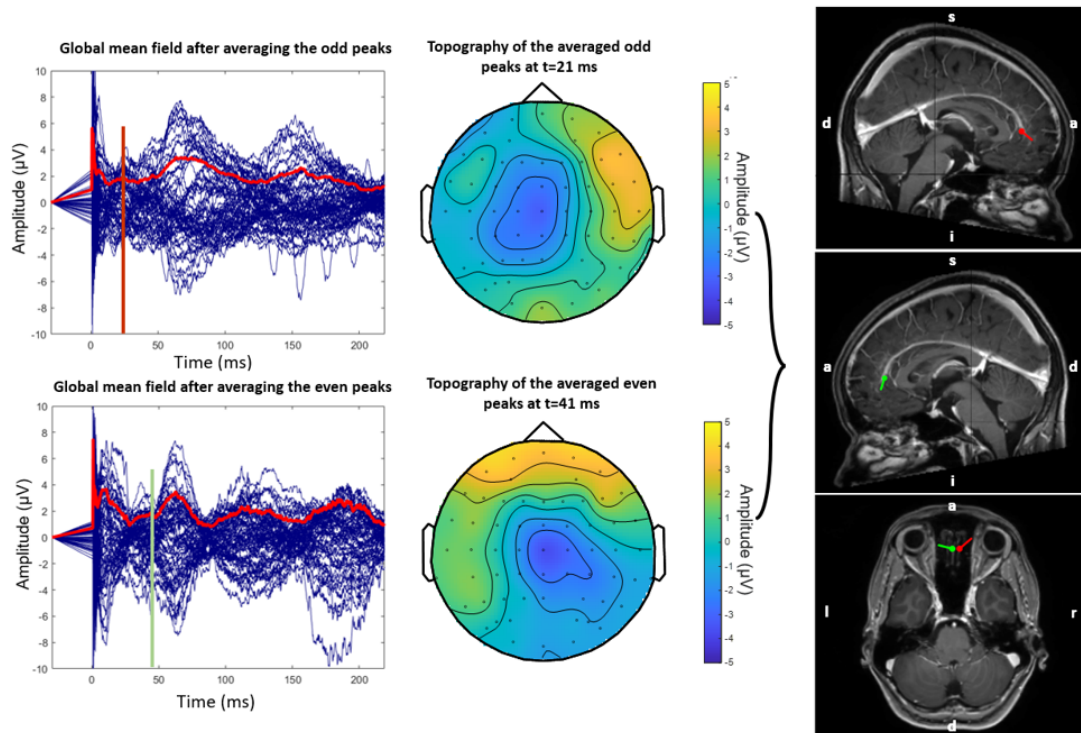 Global mean field after averaging the odd peaks
10
8
6
4
2
0
-2
-4
-6
-8
-10
Amplitude (µV)
0
50
100
150
200
Time (ms)
Topography of the averaged odd
peaks at t=21 ms
5
4
3
2
1
0
-1
-2
-3
-4
-5
Amplitude (µV)
Global mean field after averaging the even peaks
10
8
6
4
2
0
-2
-4
-6
-8
-10
Amplitude (µV)
0
50
100
150
200
Time (ms)
Topography of the averaged even
peaks at t=41 ms
5
4
3
2
1
0
-1
-2
-3
-4
-5
Amplitude (µV)
s
d
a
i
s
a
d
i
a
l
r
d